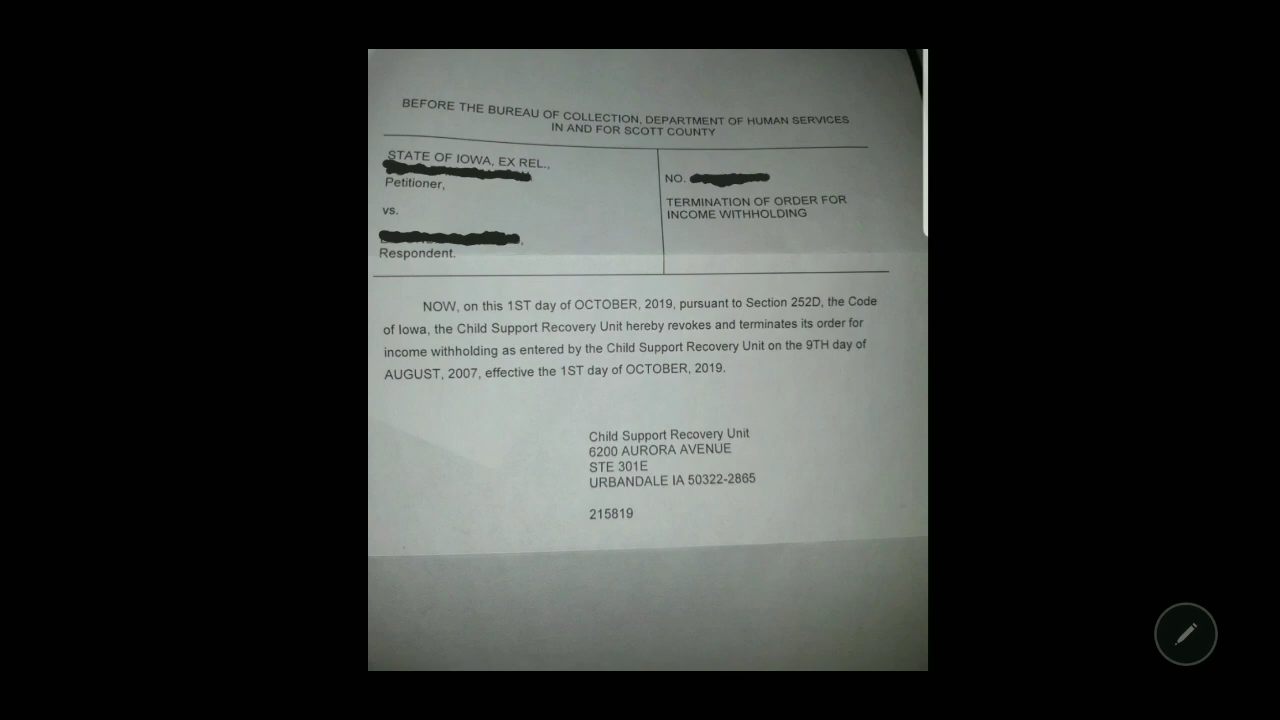 BEFORE THE BUREAU OF COLLECTION, DEPARTMENT OF HUMAN SERVICES
IN AND FOR SCOTT COUNTY
STATE OF IOWA, EX REL.,
Petitioner,
vs.
Respondent.
NO.
TERMINATION OF ORDER FOR
INCOME WITHHOLDING
NOW, on this 1ST day of OCTOBER, 2019, pursuant to Section 252D, the Code
of Iowa, the Child Support Recovery Unit hereby revokes and terminates its order for
income withholding as entered by the Child Support Recovery Unit on the 9TH day of
AUGUST, 2007, effective the 1ST day of OCTOBER, 2019.
Child Support Recovery Unit
6200 AURORA AVENUE
STE 301E
URBANDALE IA 50322-2865
215819